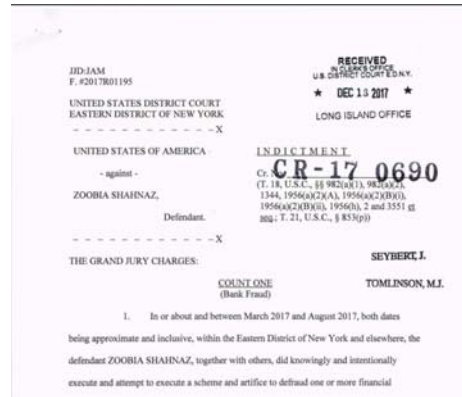 JJD:JAM
F. #2017R01195
RECEIVED
IN CLERK'S OFFICE
U.S. DISTRICT COURT E.D.N.Y.
★ DEC 13 2017 ★
LONG ISLAND OFFICE
UNITED STATES DISTRICT COURT
EASTERN DISTRICT OF NEW YORK
- - - - - - - - - - - - - X
UNITED STATES OF AMERICA
- against -
ZOOBIA SHAHNAZ,
Defendant.
- - - - - - - - - - - - - X
INDICTMENT
Cr. CR-17 0690
(T. 18, U.S.C., §§ 982(a)(1), 982(a)(2),
1344, 1956(a)(2)(A), 1956(a)(2)(B)(i),
1956(a)(2)(B)(ii), 1956(h), 2 and 3551 et
seq.; T. 21, U.S.C., § 853(p))
THE GRAND JURY CHARGES:
SEYBERT, J.
TOMLINSON, M.J.
COUNT ONE
(Bank Fraud)
1. In or about and between March 2017 and August 2017, both dates
being approximate and inclusive, within the Eastern District of New York and elsewhere, the
defendant ZOOBIA SHAHNAZ, together with others, did knowingly and intentionally
execute and attempt to execute a scheme and artifice to defraud one or more financial